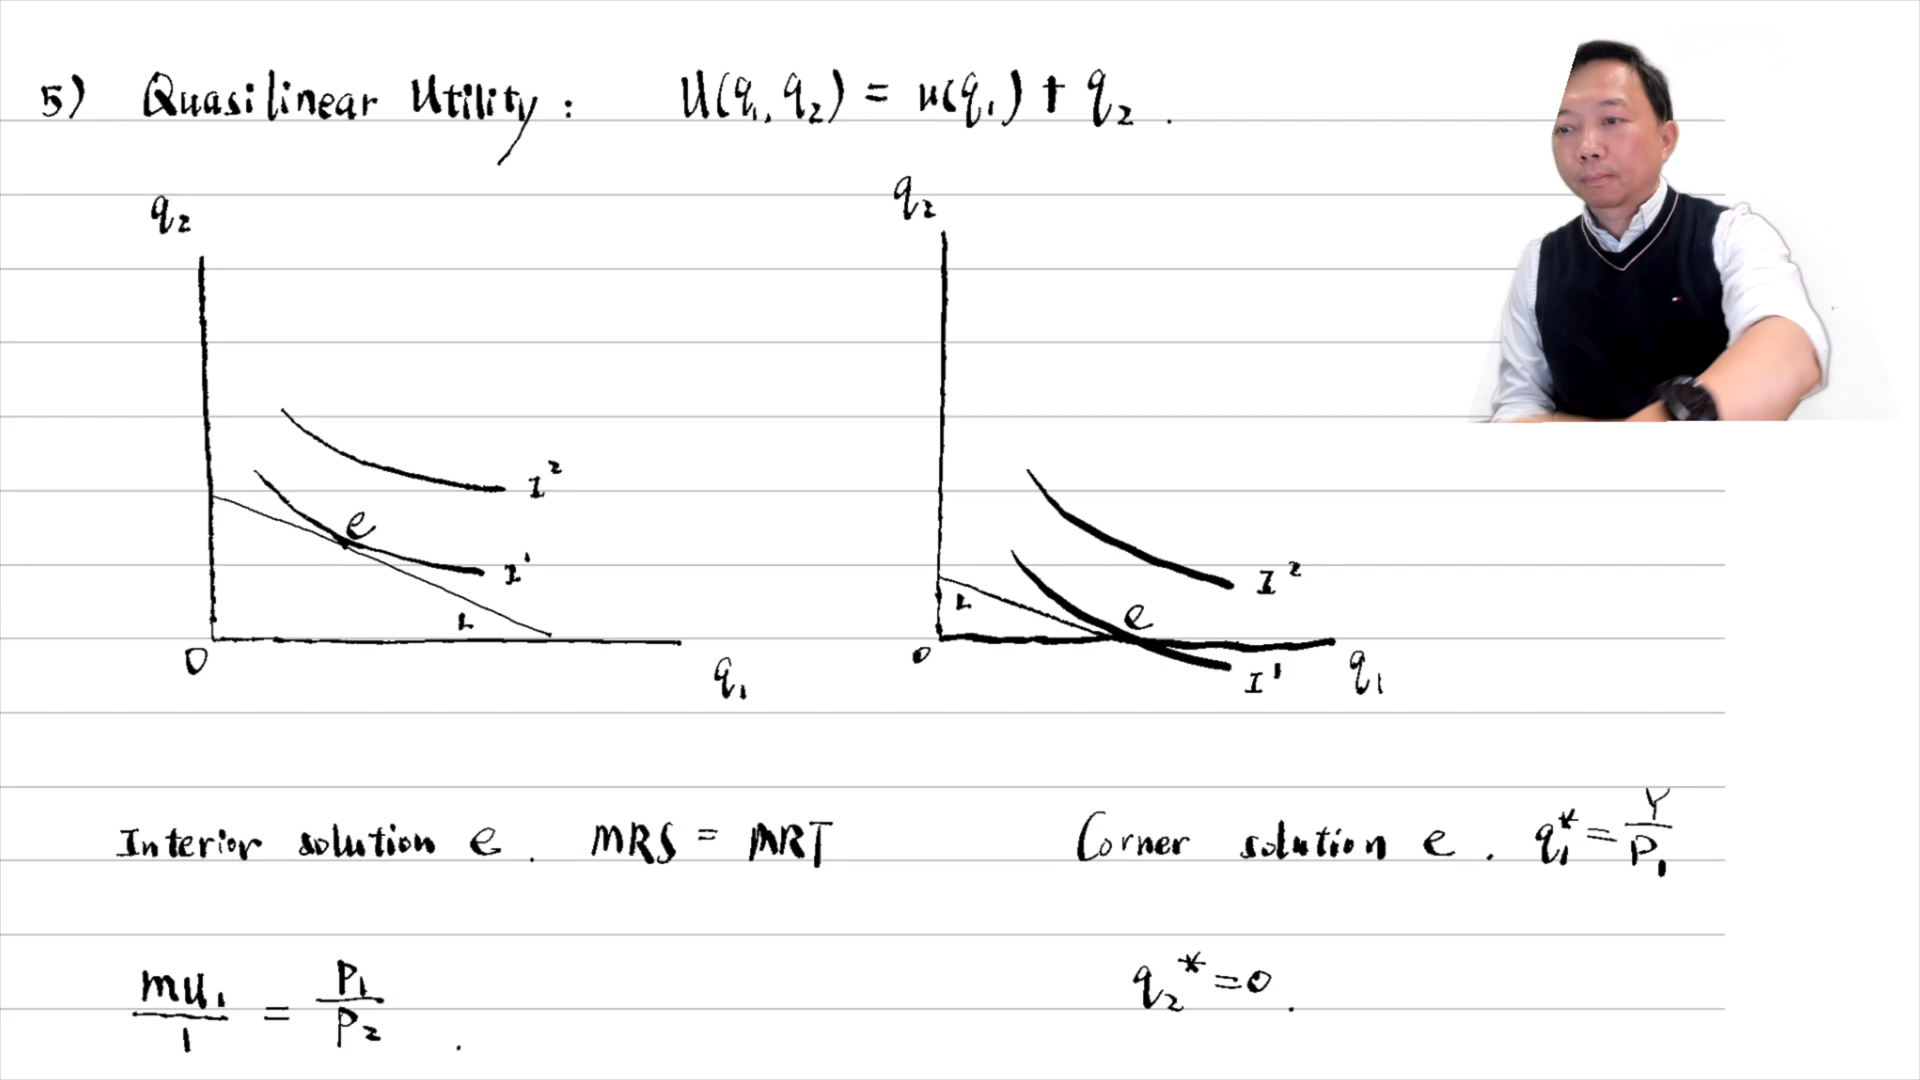 5) Quasilinear Utility : U(q₁, q₂) = u(q₁) + q₂ .
q₂
I²
e
I¹
L
0
q₁
q₂
I²
L
e
0
I¹
q₁
Interior solution e . MRS = MRT
MU₁/1 = P₁/P₂ .
Corner solution e . q₁* = Y/P₁
q₂* = 0 .